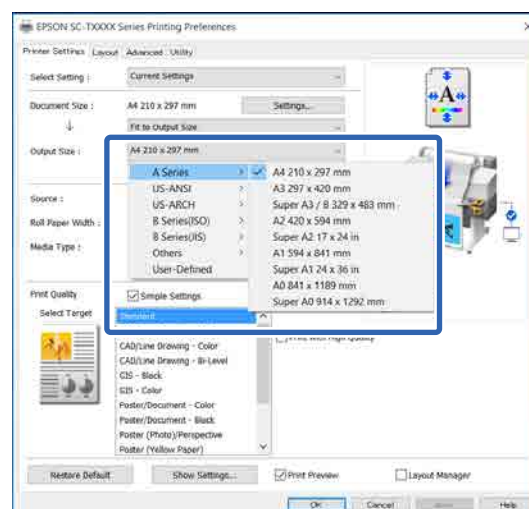 EPSON SC-TXXXX Series Printing Preferences
Printer Settings Layout Advanced Utility
Select Setting : Current Settings
Document Size : A4 210 x 297 mm Settings...
Fit to Output Size
Output Size : A4 210 x 297 mm
A Series A4 210 x 297 mm
US-ANSI A3 297 x 420 mm
US-ARCH Super A3 / B 329 x 483 mm
Source : B Series(ISO) A2 420 x 594 mm
Roll Paper Width : B Series(JIS) Super A2 17 x 24 in
Media Type : Others A1 594 x 841 mm
User-Defined Super A1 24 x 36 in
A0 841 x 1189 mm
Print Quality Simple Settings Super A0 914 x 1292 mm
Select Target Standard
Print with High Quality
CAD/Line Drawing - Color
CAD/Line Drawing - Bi-Level
GIS - Black
GIS - Color
Poster/Document - Color
Poster/Document - Black
Poster (Photo)/Perspective
Poster (Yellow Paper)
Restore Default Show Settings... Print Preview Layout Manager
OK Cancel Help
A